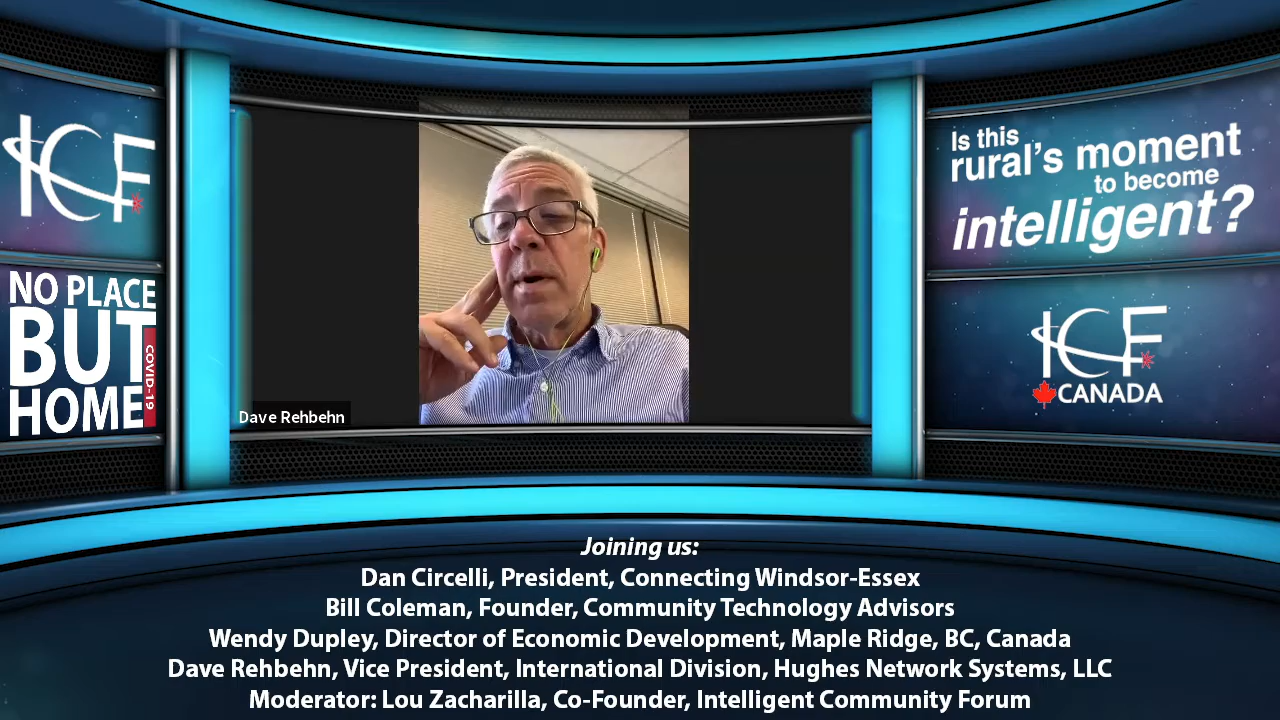 ICF
NO PLACE
BUT
HOME
COVID-19
Dave Rehbehn
Is this
rural's moment
to become
intelligent?
ICF
CANADA
Joining us:
Dan Circelli, President, Connecting Windsor-Essex
Bill Coleman, Founder, Community Technology Advisors
Wendy Dupley, Director of Economic Development, Maple Ridge, BC, Canada
Dave Rehbehn, Vice President, International Division, Hughes Network Systems, LLC
Moderator: Lou Zacharilla, Co-Founder, Intelligent Community Forum